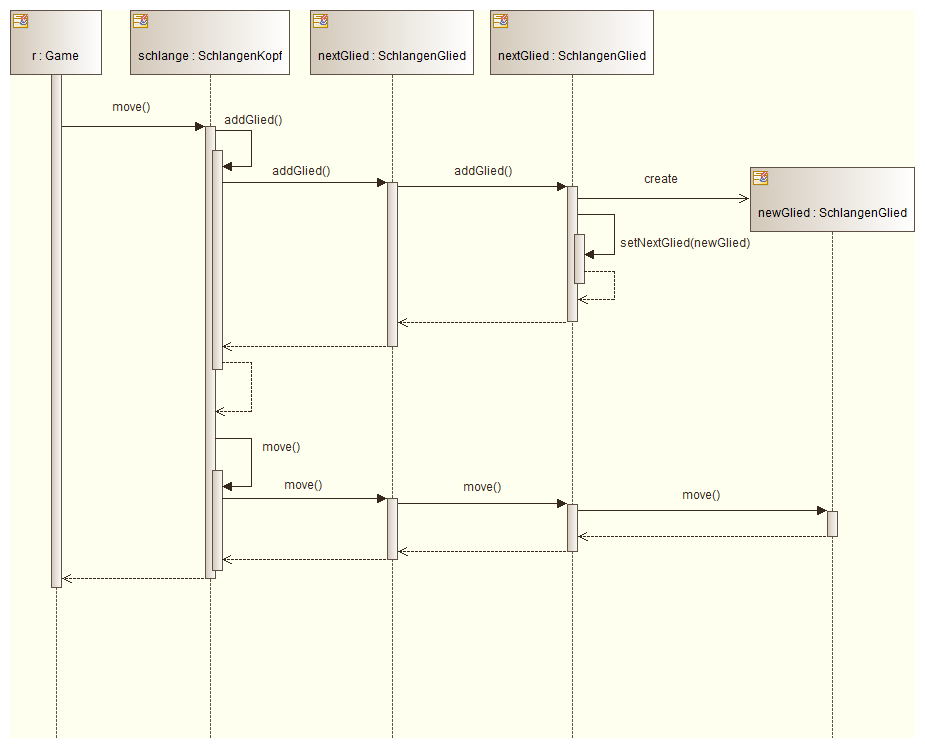 r : Game
schlange : SchlangenKopf
nextGlied : SchlangenGlied
nextGlied : SchlangenGlied
move()
addGlied()
addGlied()
addGlied()
create
newGlied : SchlangenGlied
setNextGlied(newGlied)
move()
move()
move()
move()